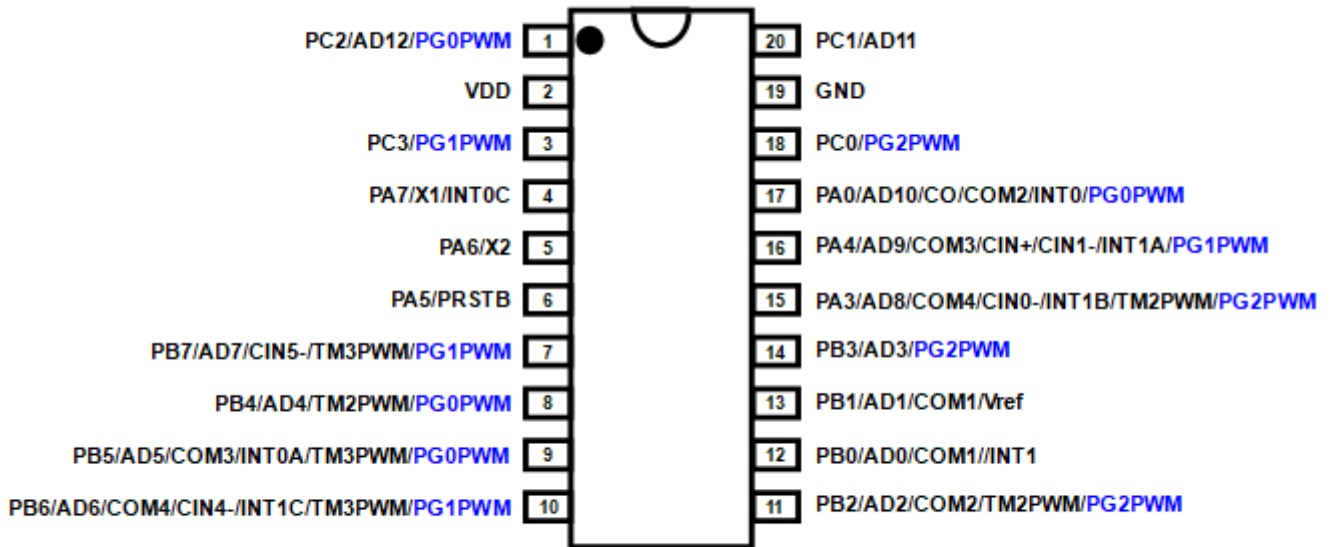 PC2/AD12/PG0PWM 1 20 PC1/AD11
VDD 2 19 GND
PC3/PG1PWM 3 18 PC0/PG2PWM
PA7/X1/INT0C 4 17 PA0/AD10/CO/COM2/INT0/PG0PWM
PA6/X2 5 16 PA4/AD9/COM3/CIN+/CIN1-/INT1A/PG1PWM
PA5/PRSTB 6 15 PA3/AD8/COM4/CIN0-/INT1B/TM2PWM/PG2PWM
PB7/AD7/CIN5-/TM3PWM/PG1PWM 7 14 PB3/AD3/PG2PWM
PB4/AD4/TM2PWM/PG0PWM 8 13 PB1/AD1/COM1/Vref
PB5/AD5/COM3/INT0A/TM3PWM/PG0PWM 9 12 PB0/AD0/COM1//INT1
PB6/AD6/COM4/CIN4-/INT1C/TM3PWM/PG1PWM 10 11 PB2/AD2/COM2/TM2PWM/PG2PWM